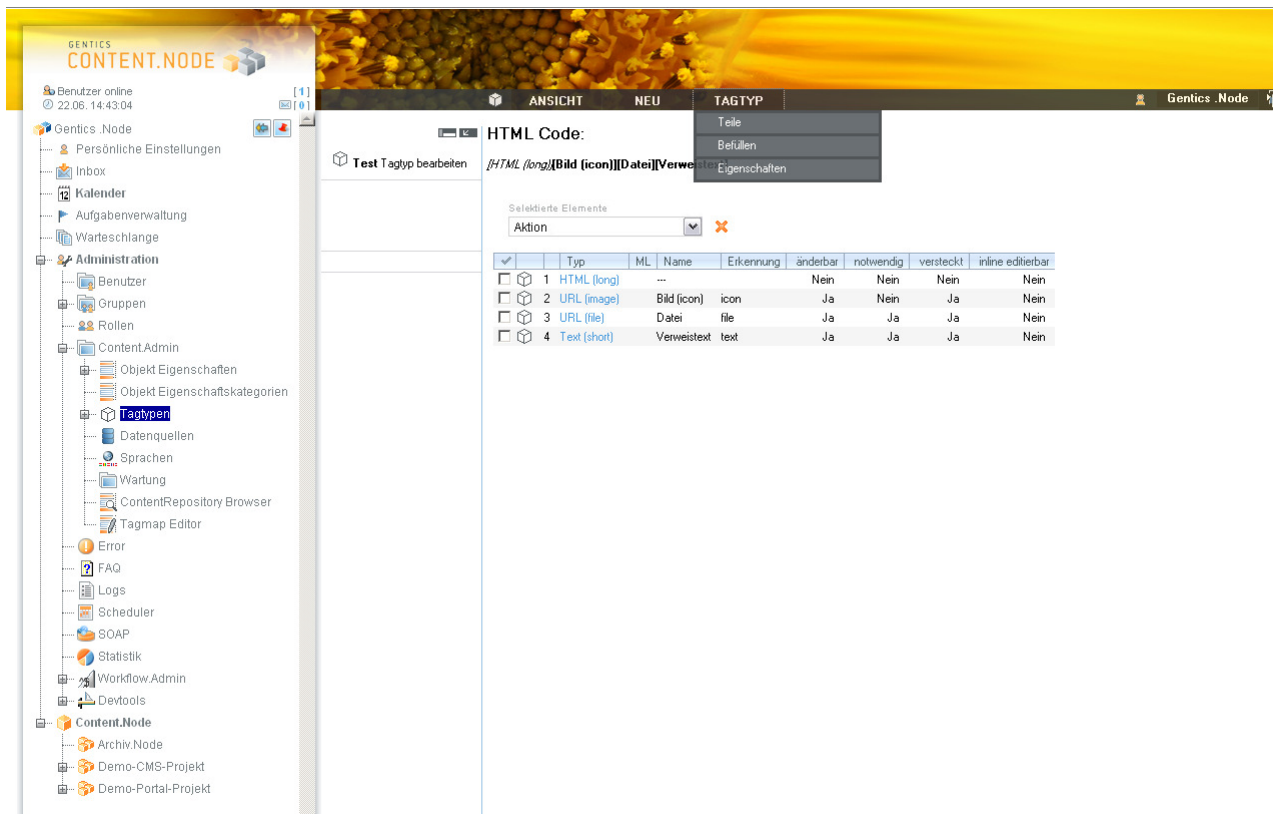 GENTICS
CONTENT.NODE
Benutzer online [1]
22.06. 14:43:04 [0]
ANSICHT NEU TAGTYP
Gentics .Node
Teile
Befüllen
Eigenschaften
Gentics .Node
Persönliche Einstellungen
Inbox
12 Kalender
Aufgabenverwaltung
Warteschlange
Administration
Benutzer
Gruppen
Rollen
Content.Admin
Objekt Eigenschaften
Objekt Eigenschaftskategorien
Tagtypen
Datenquellen
Sprachen
Wartung
ContentRepository Browser
Tagmap Editor
Error
FAQ
Logs
Scheduler
SOAP
Statistik
Workflow.Admin
Devtools
Content.Node
Archiv.Node
Demo-CMS-Projekt
Demo-Portal-Projekt
Test Tagtyp bearbeiten
HTML Code:
[HTML (long)][Bild (icon)][Datei][Verweistext]
Selektierte Elemente
Aktion
Typ ML Name Erkennung änderbar notwendig versteckt inline editierbar
1 HTML (long) --- Nein Nein Nein Nein
2 URL (image) Bild (icon) icon Ja Nein Ja Nein
3 URL (file) Datei file Ja Ja Ja Nein
4 Text (short) Verweistext text Ja Ja Ja Nein